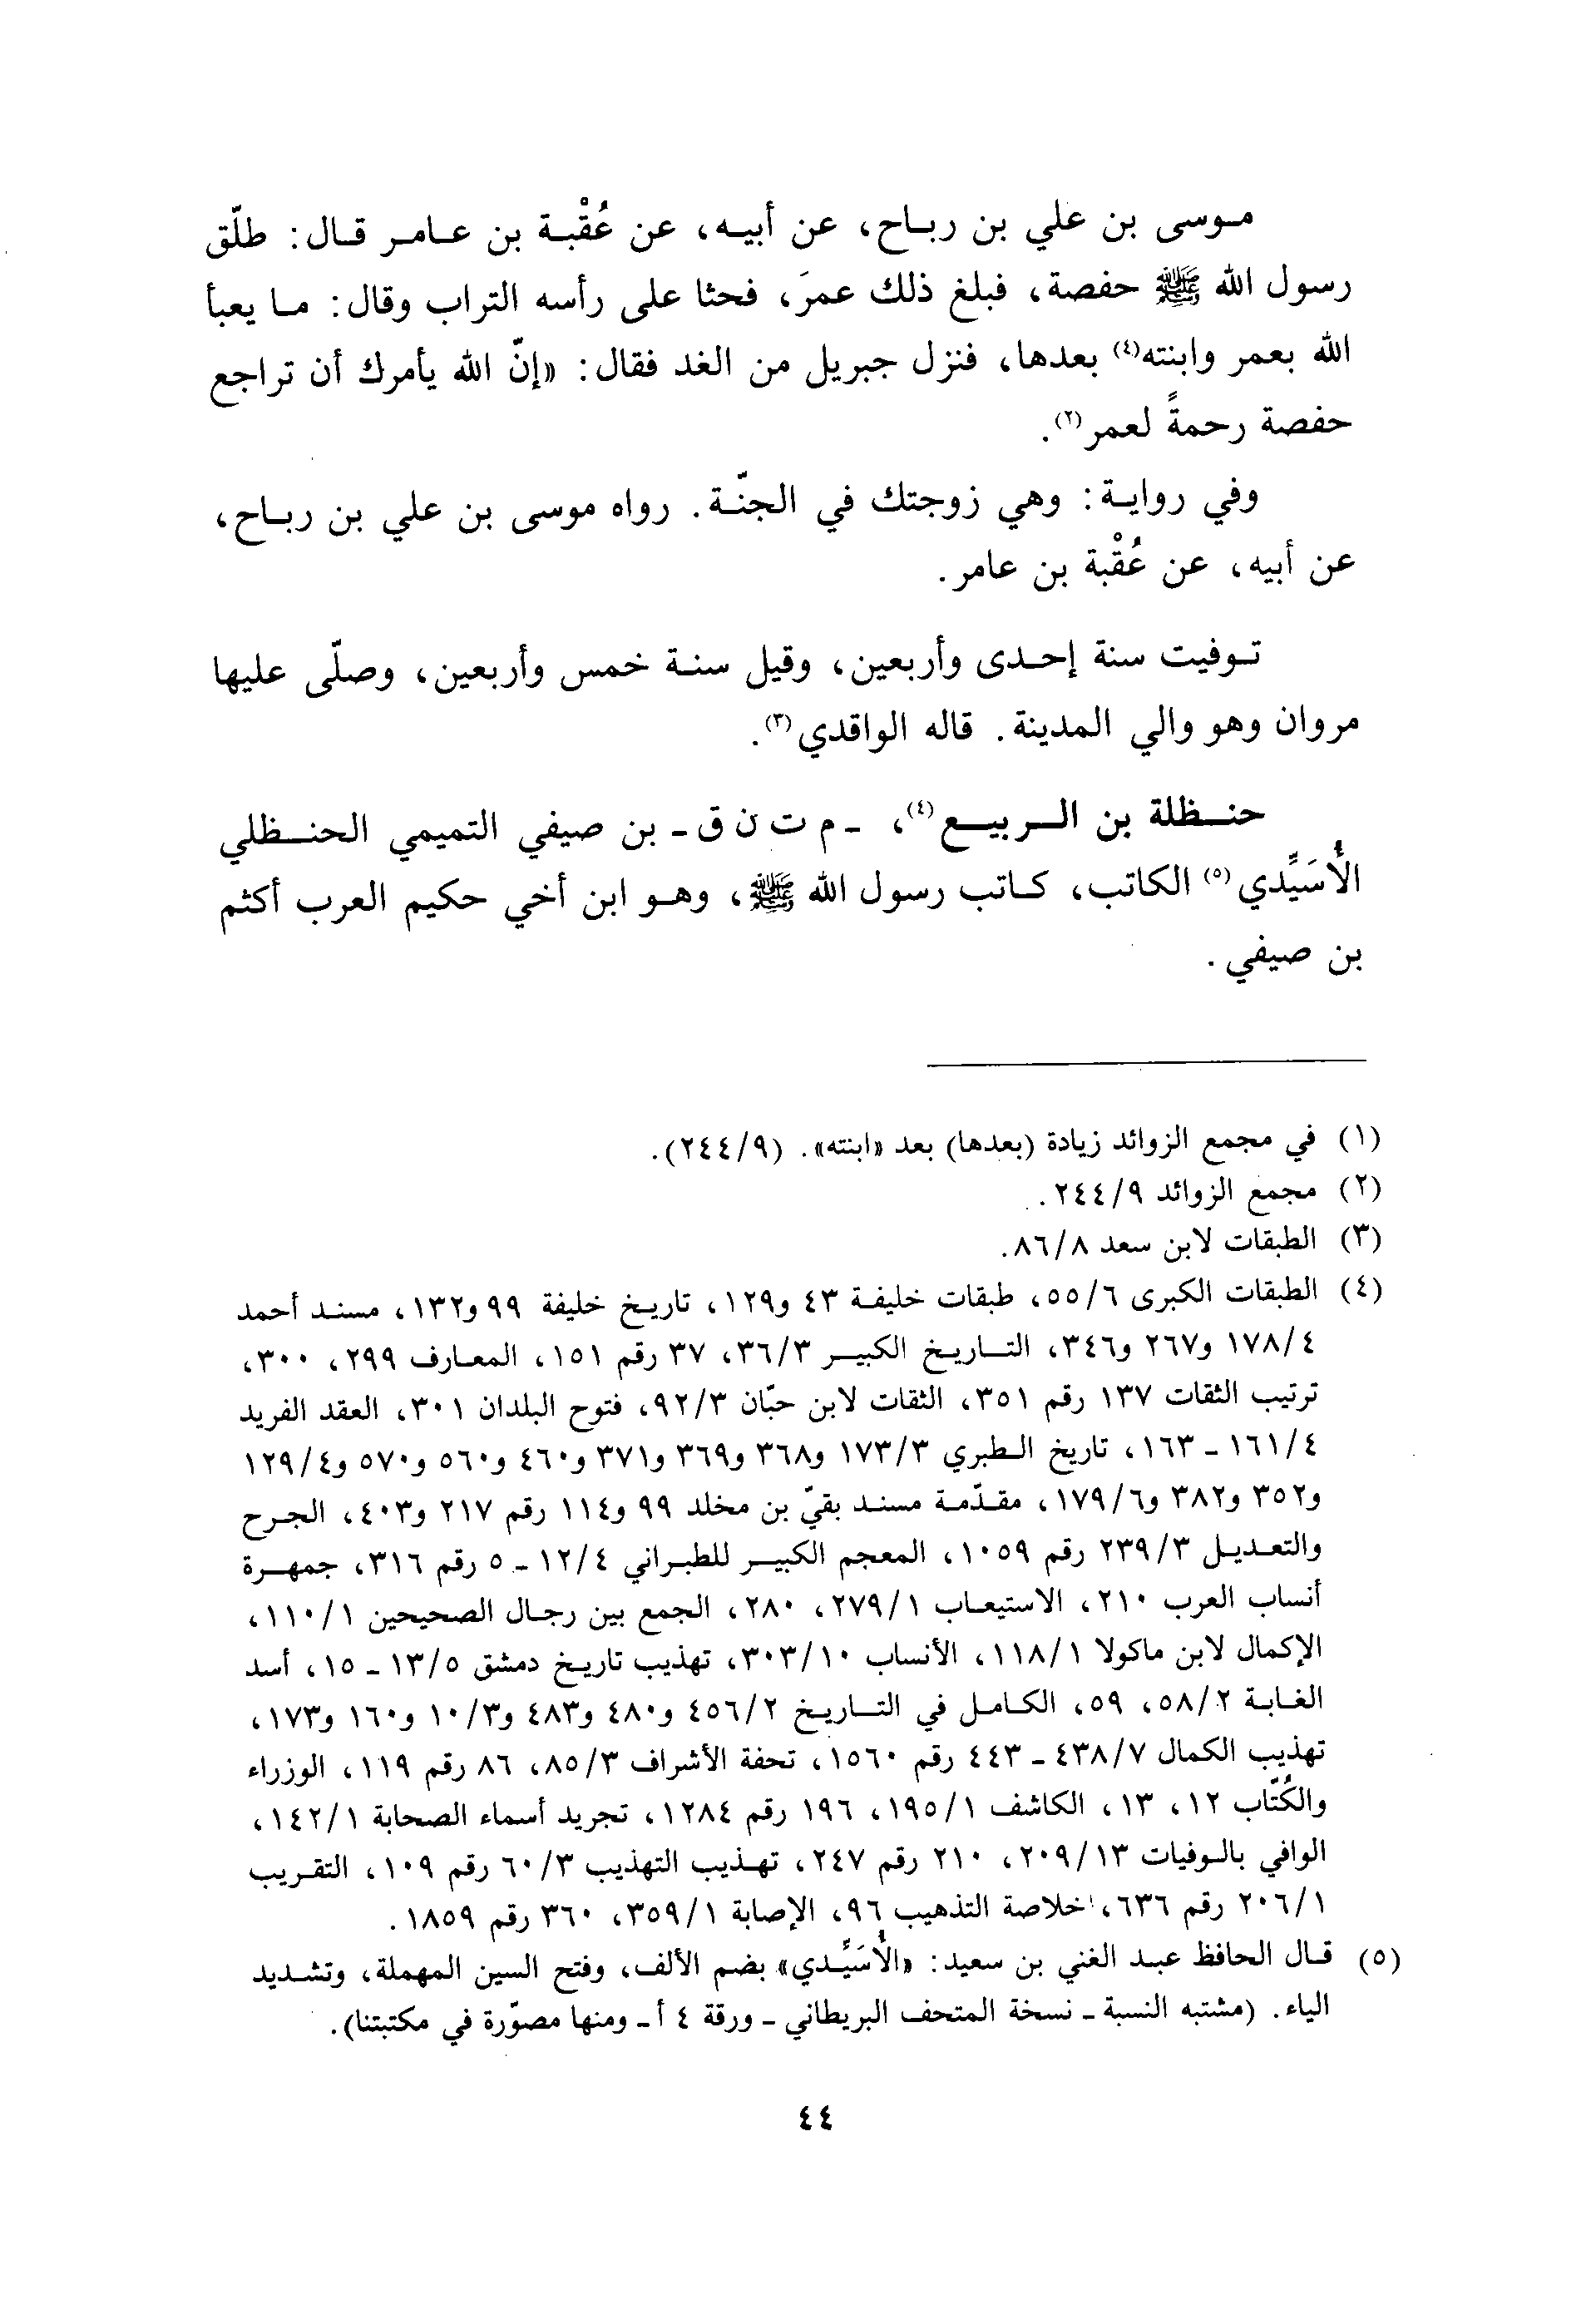 موسى بن علي بن رباح، عن أبيه، عن عُقْبة بن عامر قال: طلّق
رسول الله ﷺ حفصة، فبلغ ذلك عمرَ، فحثا على رأسه التراب وقال: ما يعبأ
الله بعمر وابنته(٤) بعدها، فنزل جبريل من الغد فقال: «إنّ الله يأمرك أن تراجع
حفصة رحمةً لعمر(٢).
وفي رواية: وهي زوجتك في الجنّة. رواه موسى بن علي بن رباح،
عن أبيه، عن عُقْبة بن عامر.
توفيت سنة إحدى وأربعين، وقيل سنة خمس وأربعين، وصلّى عليها
مروان وهو والي المدينة. قاله الواقدي(٣).
حنظلة بن الربيع(٤)، ـ م ت ن ق ـ بن صيفي التميمي الحنظلي
الأُسَيِّدي(٥) الكاتب، كاتب رسول الله ﷺ، وهو ابن أخي حكيم العرب أكثم
بن صيفي.
(١) في مجمع الزوائد زيادة (بعدها) بعد «ابنته». (٢٤٤/٩).
(٢) مجمع الزوائد ٢٤٤/٩.
(٣) الطبقات لابن سعد ٨٦/٨.
(٤) الطبقات الكبرى ٥٥/٦، طبقات خليفة ٤٣ و١٢٩، تاريخ خليفة ٩٩ و١٣٢، مسند أحمد
١٧٨/٤ و٢٦٧ و٣٤٦، التاريخ الكبير ٣٦/٣، ٣٧ رقم ١٥١، المعارف ٢٩٩، ٣٠٠،
ترتيب الثقات ١٣٧ رقم ٣٥١، الثقات لابن حبّان ٩٢/٣، فتوح البلدان ٣٠١، العقد الفريد
١٦١/٤ ـ ١٦٣، تاريخ الطبري ١٧٣/٣ و٣٦٨ و٣٦٩ و٣٧١ و٤٦٠ و٥٦٠ و٥٧٠ و١٢٩/٤
و٣٥٢ و٣٨٢ و١٧٩/٦، مقدّمة مسند بقيّ بن مخلد ٩٩ و١١٤ رقم ٢١٧ و٤٠٣، الجرح
والتعديل ٢٣٩/٣ رقم ١٠٥٩، المعجم الكبير للطبراني ١٢/٤ ـ ٥ رقم ٣١٦، جمهرة
أنساب العرب ٢١٠، الاستيعاب ٢٧٩/١، ٢٨٠، الجمع بين رجال الصحيحين ١١٠/١،
الإكمال لابن ماكولا ١١٨/١، الأنساب ٣٠٣/١٠، تهذيب تاريخ دمشق ١٣/٥ ـ ١٥، أسد
الغابة ٥٨/٢، ٥٩، الكامل في التاريخ ٤٥٦/٢ و٤٨٠ و٤٨٣ و١٠/٣ و١٦٠ و١٧٣،
تهذيب الكمال ٤٣٨/٧ ـ ٤٤٣ رقم ١٥٦٠، تحفة الأشراف ٨٥/٣، ٨٦ رقم ١١٩، الوزراء
والكُتّاب ١٢، ١٣، الكاشف ١٩٥/١، ١٩٦ رقم ١٢٨٤، تجريد أسماء الصحابة ١٤٢/١،
الوافي بالوفيات ٢٠٩/١٣، ٢١٠ رقم ٢٤٧، تهذيب التهذيب ٦٠/٣ رقم ١٠٩، التقريب
٢٠٦/١ رقم ٦٣٦، خلاصة التذهيب ٩٦، الإصابة ٣٥٩/١، ٣٦٠ رقم ١٨٥٩.
(٥) قال الحافظ عبد الغني بن سعيد: «الأُسَيِّدي» بضم الألف، وفتح السين المهملة، وتشديد
الياء. (مشتبه النسبة ـ نسخة المتحف البريطاني ـ ورقة ٤ أ ـ ومنها مصوّرة في مكتبتنا).
٤٤